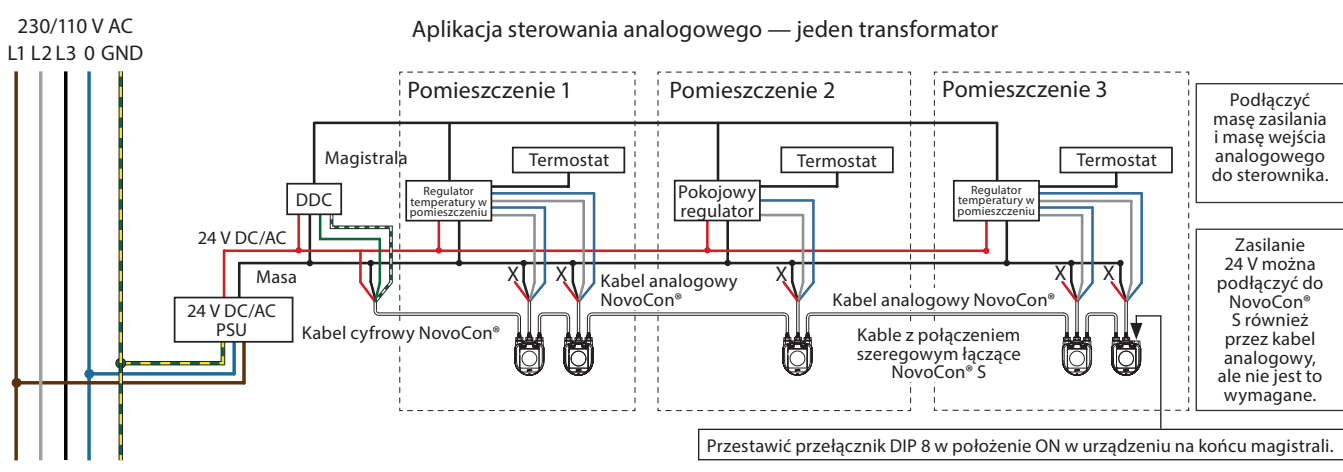 230/110 V AC
L1 L2 L3 0 GND
Aplikacja sterowania analogowego — jeden transformator
Pomieszczenie 1
Pomieszczenie 2
Pomieszczenie 3
Magistrala
Termostat
Termostat
Termostat
DDC
Regulator
temperatury w
pomieszczeniu
Pokojowy
regulator
Regulator
temperatury w
pomieszczeniu
24 V DC/AC
Masa
X
X
X
X
X
24 V DC/AC
PSU
Kabel cyfrowy NovoCon®
Kabel analogowy
NovoCon®
Kabel analogowy NovoCon®
Kable z połączeniem
szeregowym łączące
NovoCon® S
Podłączyć
masę zasilania
i masę wejścia
analogowego
do sterownika.
Zasilanie
24 V można
podłączyć do
NovoCon®
S również
przez kabel
analogowy,
ale nie jest to
wymagane.
Przestawić przełącznik DIP 8 w położenie ON w urządzeniu na końcu magistrali.